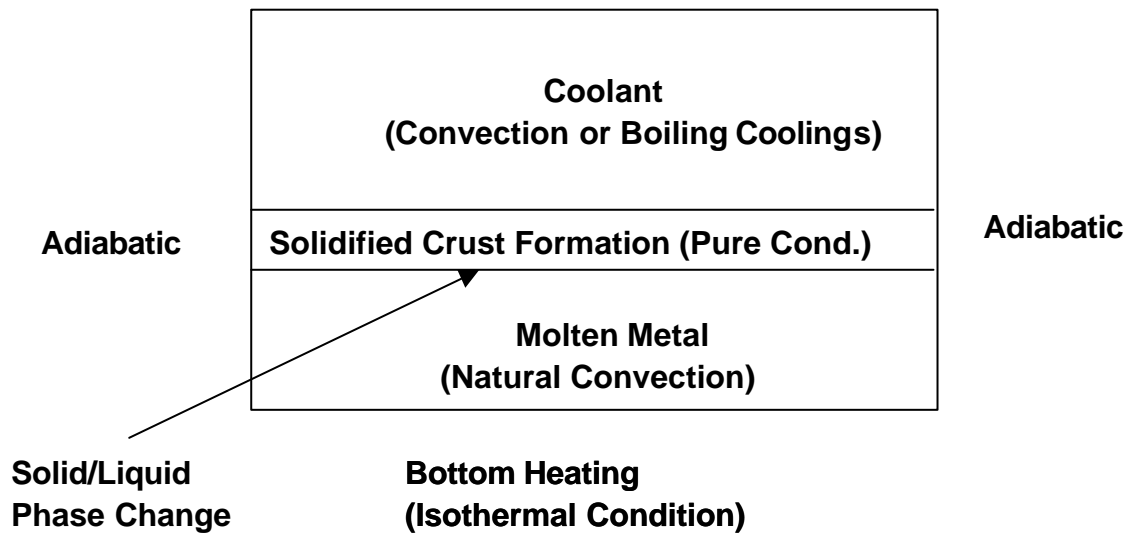 Coolant
(Convection or Boiling Coolings)
Adiabatic
Solidified Crust Formation (Pure Cond.)
Adiabatic
Molten Metal
(Natural Convection)
Solid/Liquid
Phase Change
Bottom Heating
(Isothermal Condition)